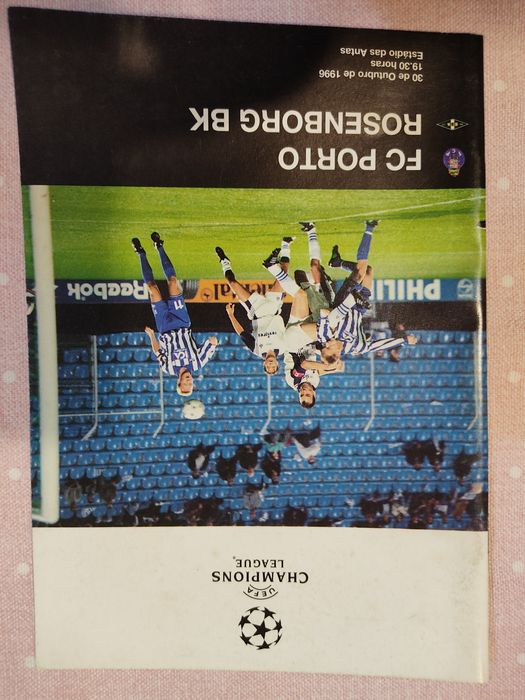 UEFA
CHAMPIONS
LEAGUE®
PHILIPS
Reebok
11
FC PORTO
ROSENBORG BK
30 de Outubro de 1996
19.30 horas
Estádio das Antas